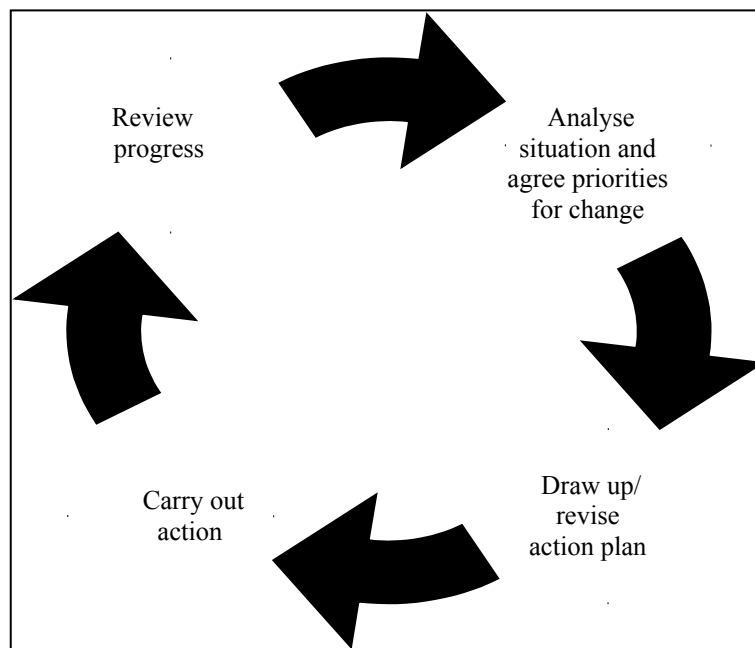 Review
progress
Analyse
situation and
agree priorities
for change
Draw up/
revise
action plan
Carry out
action